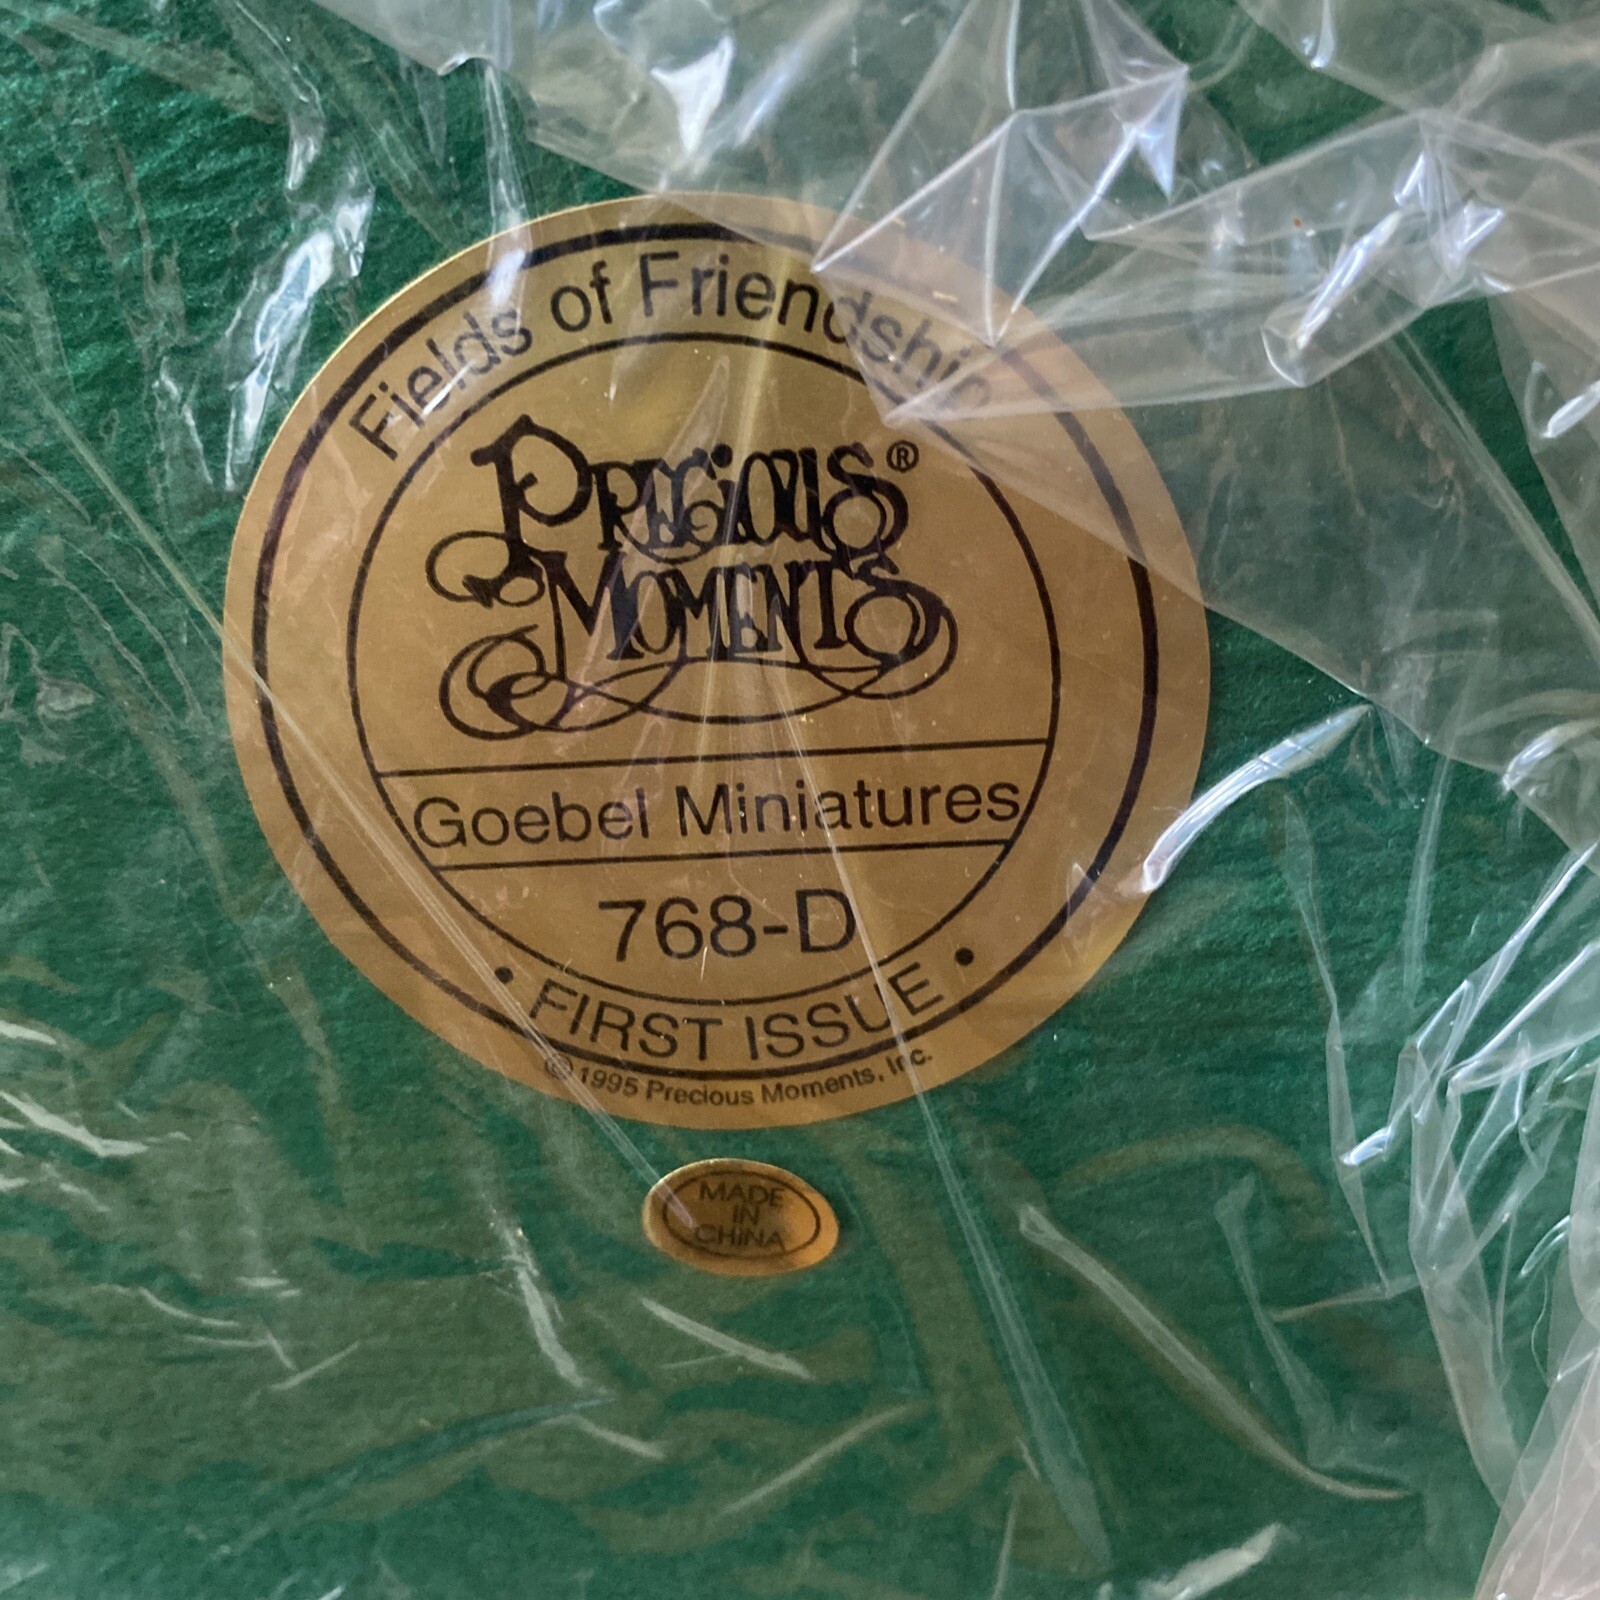 Fields of Friendship
PRECIOUS®
MOMENTS
Goebel Miniatures
768-D
• FIRST ISSUE •
© 1995 Precious Moments, Inc.
MADE
IN
CHINA